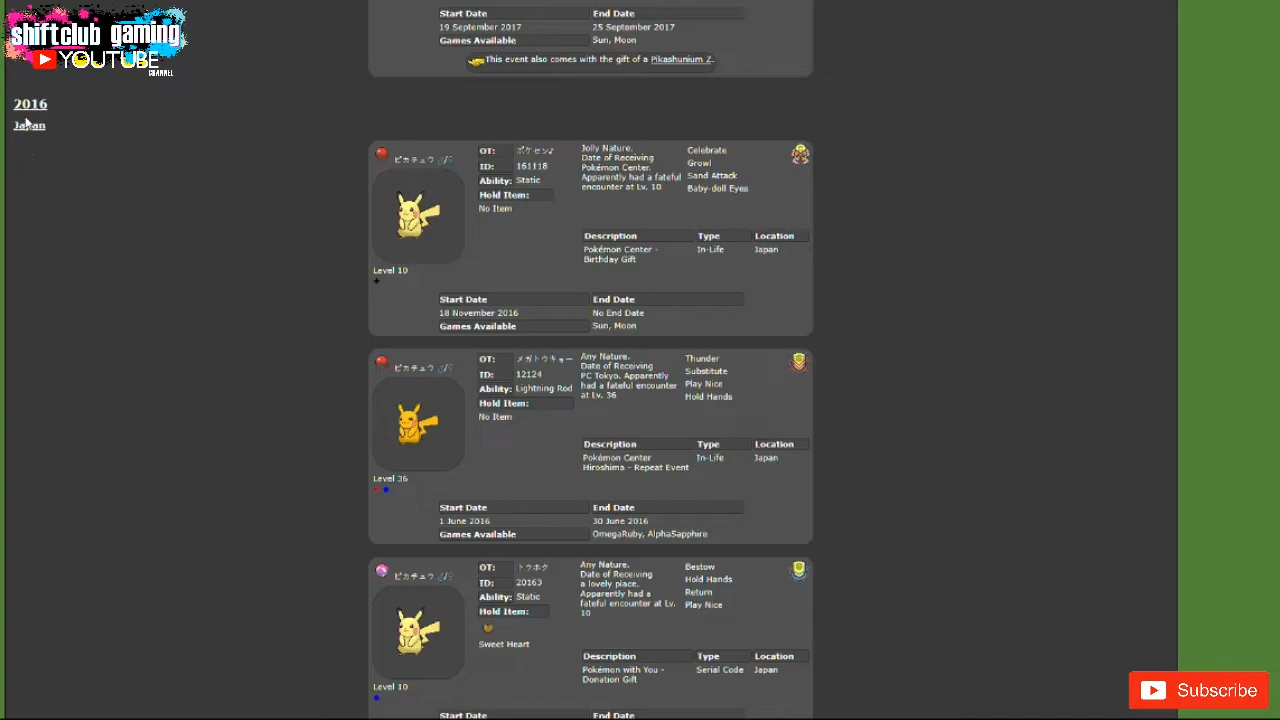 shiftclub gaming
YOUTUBE
CHANNEL
Start Date End Date
19 September 2017 25 September 2017
Games Available Sun, Moon
This event also comes with the gift of a Pikashunium Z.
2016
Japan
ピカチュウ ♂/♀
OT: ポケセン♪
ID: 161118
Ability: Static
Hold Item:
No Item
Jolly Nature.
Date of Receiving
Pokémon Center.
Apparently had a fateful
encounter at Lv. 10
Celebrate
Growl
Sand Attack
Baby-doll Eyes
Description Type Location
Pokémon Center - In-Life Japan
Birthday Gift
Level 10
Start Date End Date
18 November 2016 No End Date
Games Available Sun, Moon
ピカチュウ ♂/♀
OT: メガトウキョー
ID: 12124
Ability: Lightning Rod
Hold Item:
No Item
Any Nature.
Date of Receiving
PC Tokyo. Apparently
had a fateful encounter
at Lv. 36
Thunder
Substitute
Play Nice
Hold Hands
Description Type Location
Pokémon Center In-Life Japan
Hiroshima - Repeat Event
Level 36
Start Date End Date
1 June 2016 30 June 2016
Games Available OmegaRuby, AlphaSapphire
ピカチュウ ♂/♀
OT: トウホク
ID: 20163
Ability: Static
Hold Item:
Sweet Heart
Any Nature.
Date of Receiving
a lovely place.
Apparently had a
fateful encounter at Lv.
10
Bestow
Hold Hands
Return
Play Nice
Description Type Location
Pokémon with You - Serial Code Japan
Donation Gift
Level 10
Start Date End Date
Subscribe